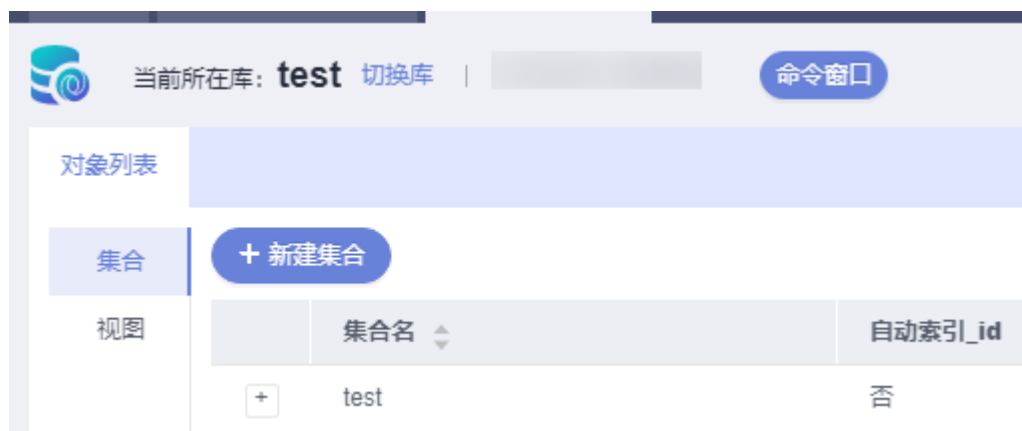 当前所在库: test 切换库 | 命令窗口
对象列表
集合
+ 新建集合
视图
集合名 自动索引_id
+ test 否